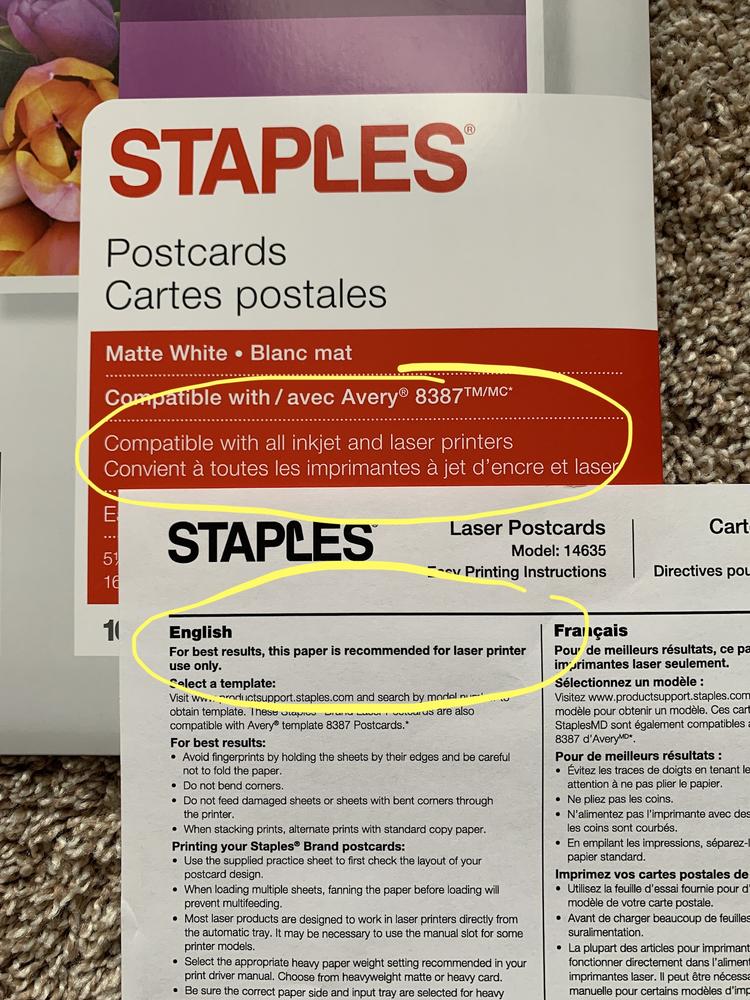 STAPLES®
Postcards
Cartes postales
Matte White • Blanc mat
Compatible with / avec Avery® 8387™/MC*
Compatible with all inkjet and laser printers
Convient à toutes les imprimantes à jet d'encre et laser
STAPLES
Laser Postcards
Model: 14635
Easy Printing Instructions
English
For best results, this paper is recommended for laser printer
use only.
Select a template:
Visit www.productsupport.staples.com and search by model number to
obtain template. These Staples® Brand Laser Postcards are also
compatible with Avery® template 8387 Postcards.*
For best results:
• Avoid fingerprints by holding the sheets by their edges and be careful
not to fold the paper.
• Do not bend corners.
• Do not feed damaged sheets or sheets with bent corners through
the printer.
• When stacking prints, alternate prints with standard copy paper.
Printing your Staples® Brand postcards:
• Use the supplied practice sheet to first check the layout of your
postcard design.
• When loading multiple sheets, fanning the paper before loading will
prevent multifeeding.
• Most laser products are designed to work in laser printers directly from
the automatic tray. It may be necessary to use the manual slot for some
printer models.
• Select the appropriate heavy paper weight setting recommended in your
print driver manual. Choose from heavyweight matte or heavy card.
• Be sure the correct paper side and input tray are selected for heavy
Directives
Français
Pour de meilleurs résultats, ce
imprimantes laser seulement.
Sélectionnez un modèle :
Visitez www.productsupport.staples.com
modèle pour obtenir un modèle. Ces
StaplesMD sont également compatibles
8387 d'AveryMD*.
Pour de meilleurs résultats :
• Évitez les traces de doigts en tenant
attention à ne pas plier le papier.
• Ne pliez pas les coins.
• N'alimentez pas l'imprimante avec
les coins sont courbés.
• En empilant les impressions,
papier standard.
Imprimez vos cartes postales de
• Utilisez la feuille d'essai fournie pour
modèle de votre carte postale.
• Avant de charger beaucoup de
suralimentation.
• La plupart des articles pour
fonctionner directement dans
imprimantes laser. Il peut être
manuelle pour certains modèles